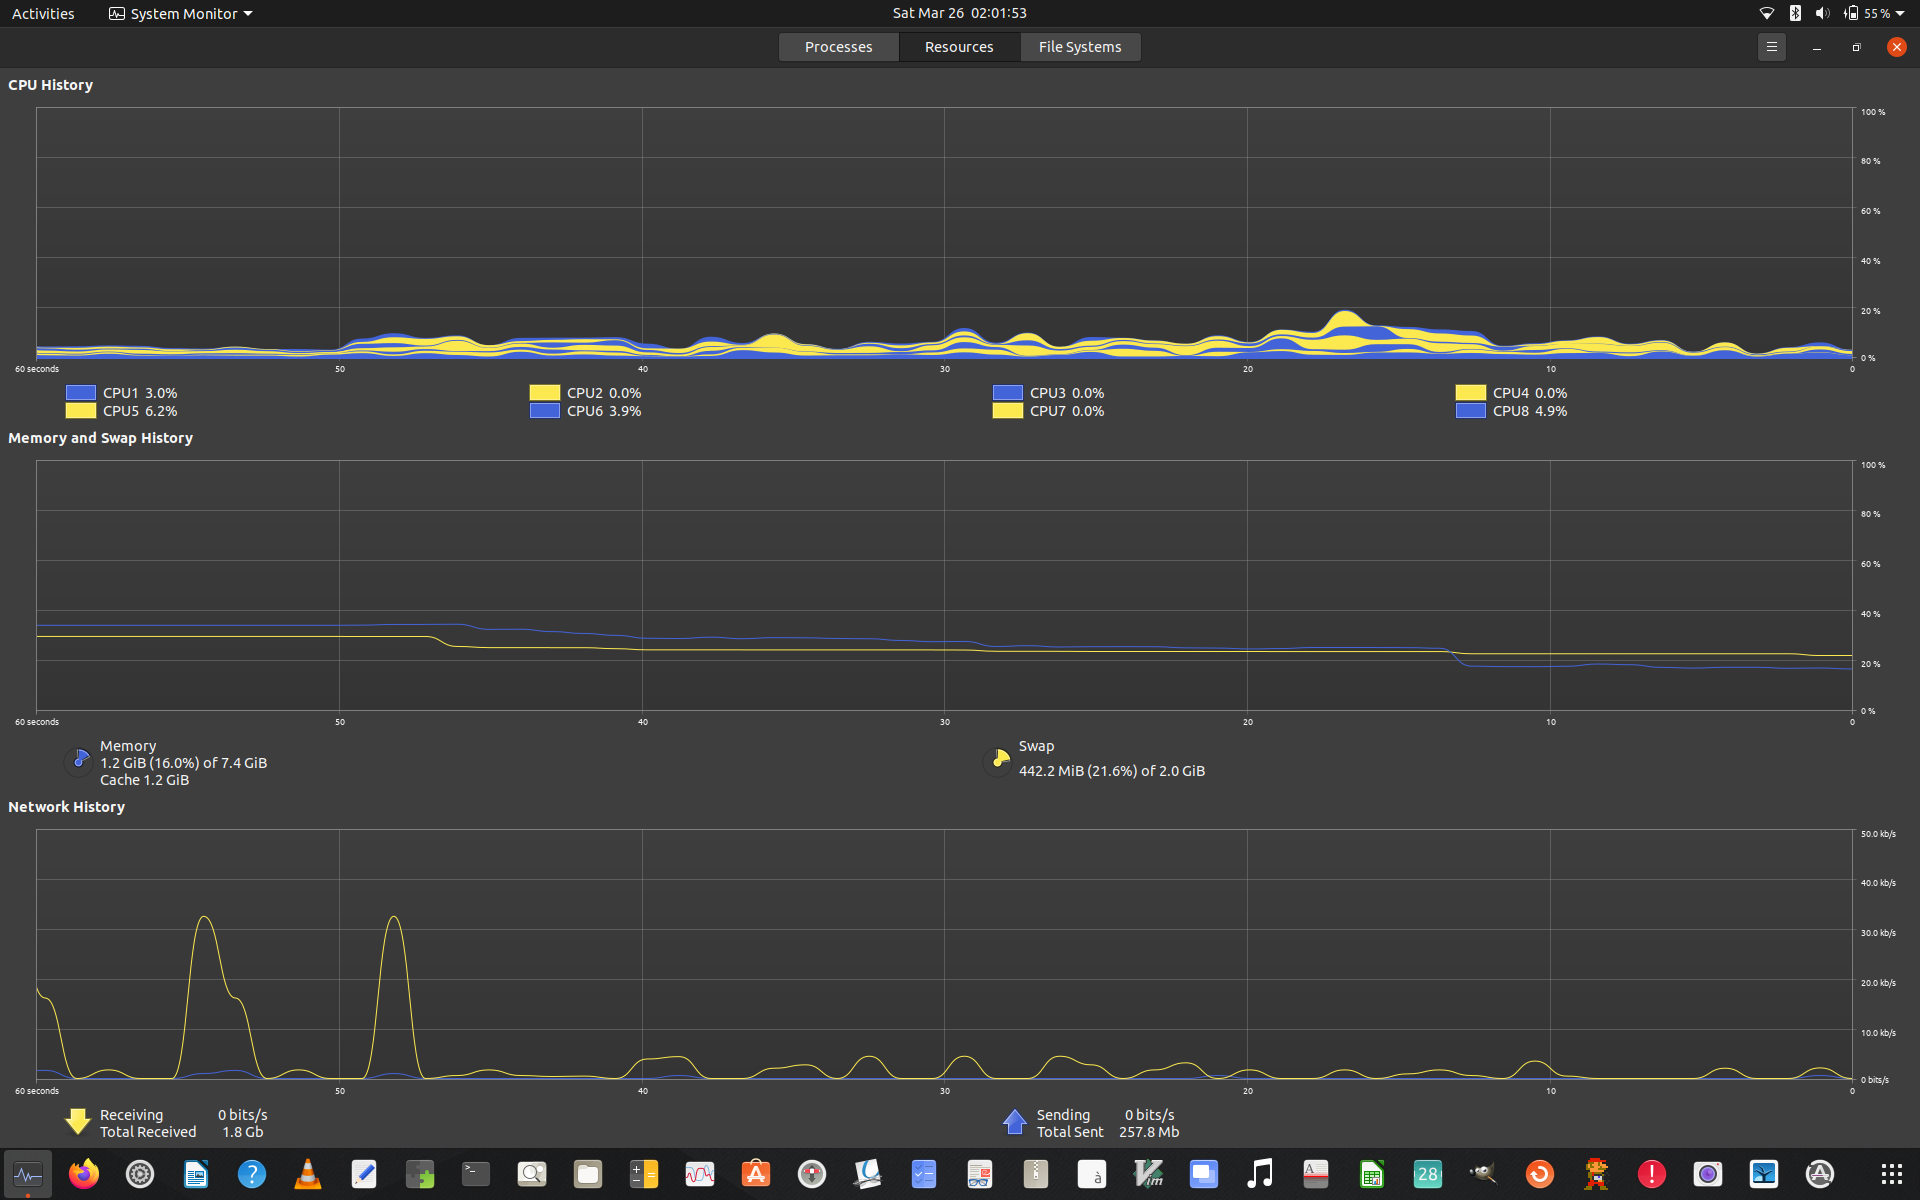 Activities System Monitor Sat Mar 26 02:01:53 55 %
Processes Resources File Systems
CPU History
100 %
80 %
60 %
40 %
20 %
0 %
60 seconds 50 40 30 20 10 0
CPU1 3.0% CPU2 0.0% CPU3 0.0% CPU4 0.0%
CPU5 6.2% CPU6 3.9% CPU7 0.0% CPU8 4.9%
Memory and Swap History
100 %
80 %
60 %
40 %
20 %
0 %
60 seconds 50 40 30 20 10 0
Memory
1.2 GiB (16.0%) of 7.4 GiB
Cache 1.2 GiB
Swap
442.2 MiB (21.6%) of 2.0 GiB
Network History
50.0 kb/s
40.0 kb/s
30.0 kb/s
20.0 kb/s
10.0 kb/s
0 bits/s
60 seconds 50 40 30 20 10 0
Receiving 0 bits/s
Total Received 1.8 Gb
Sending 0 bits/s
Total Sent 257.8 Mb
? >_ A à Vim A 28 !